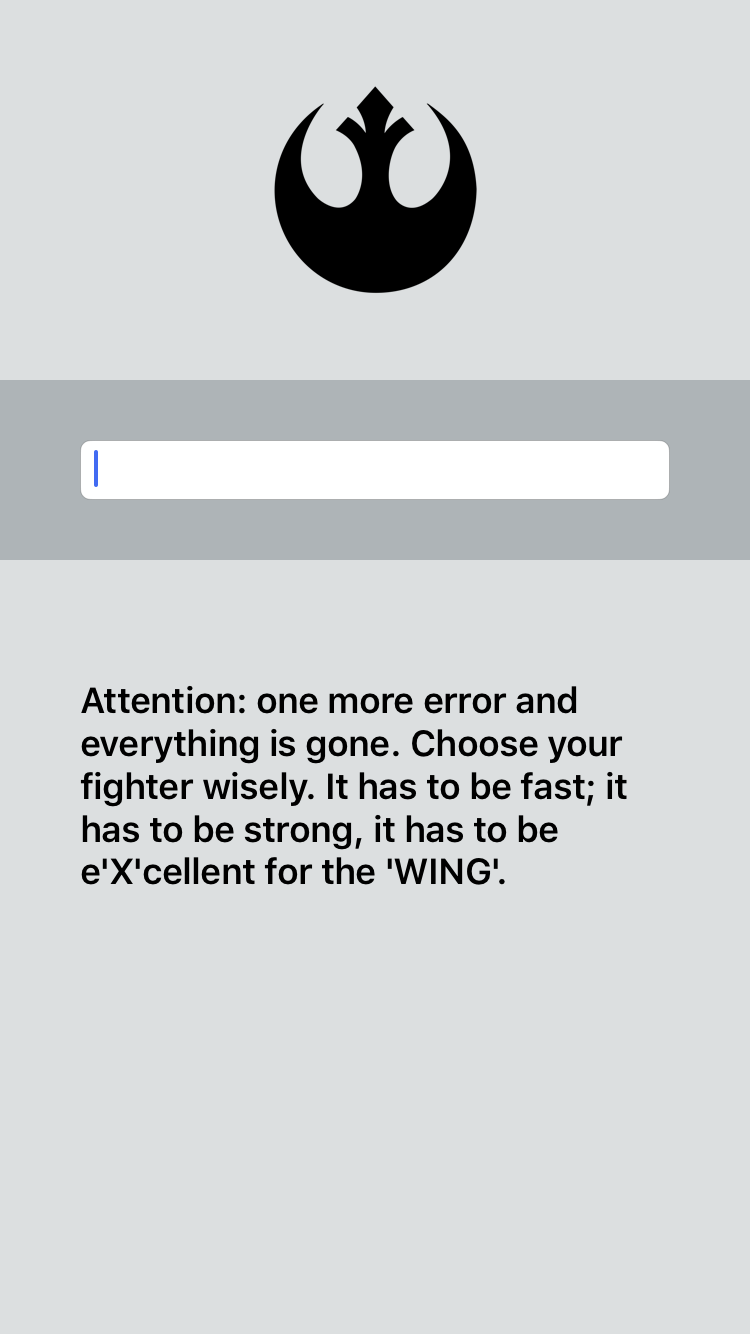 Attention: one more error and
everything is gone. Choose your
fighter wisely. It has to be fast; it
has to be strong, it has to be
e'X'cellent for the 'WING'.